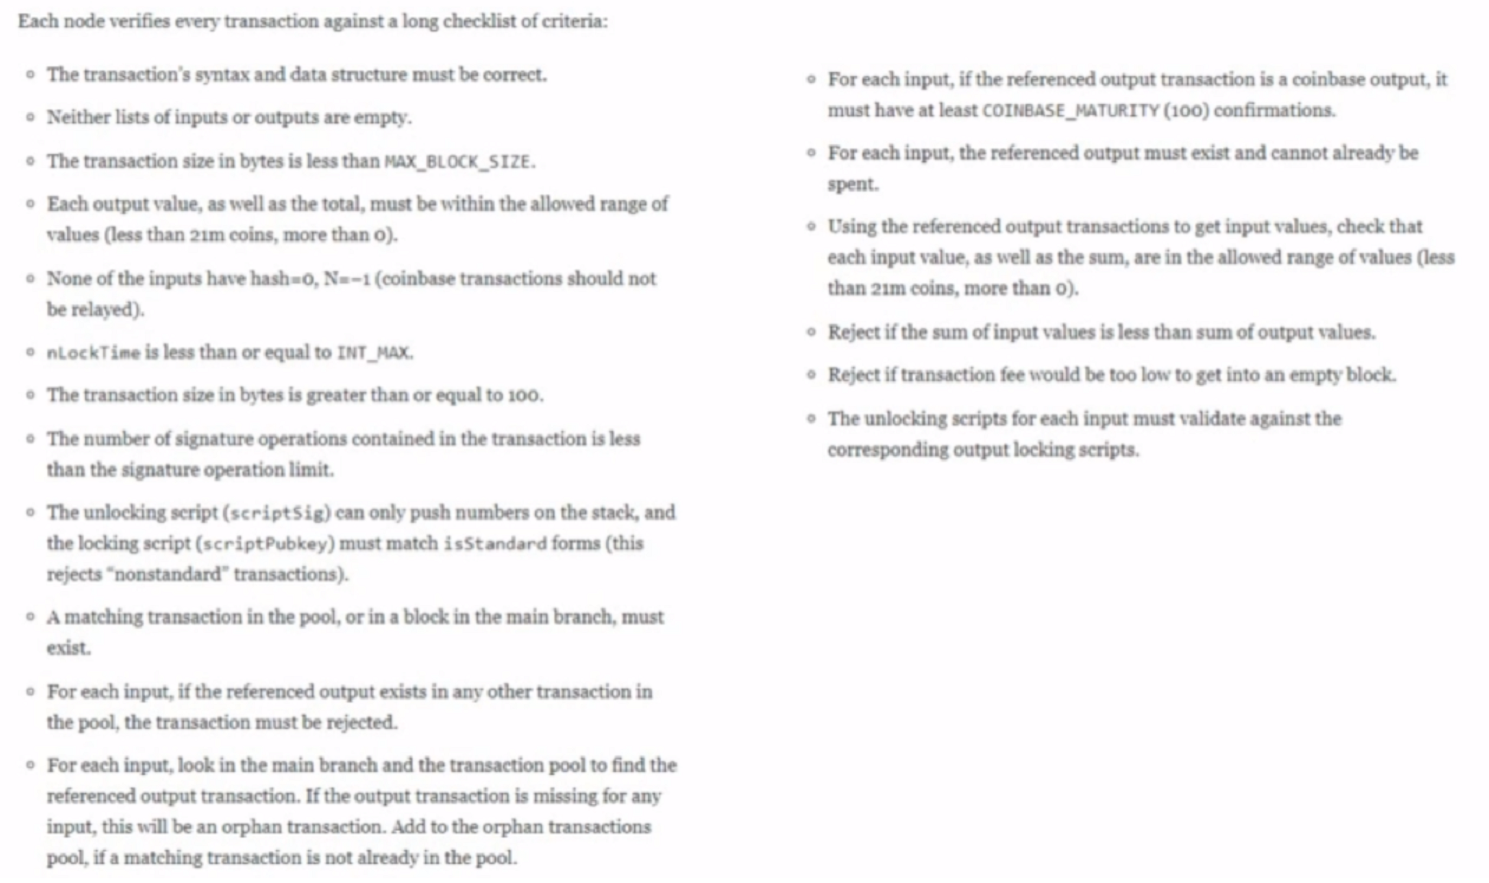 Each node verifies every transaction against a long checklist of criteria:
The transaction's syntax and data structure must be correct.
Neither lists of inputs or outputs are empty.
The transaction size in bytes is less than MAX_BLOCK_SIZE.
Each output value, as well as the total, must be within the allowed range of
values (less than 21m coins, more than 0).
None of the inputs have hash=0, N=–1 (coinbase transactions should not
be relayed).
nLockTime is less than or equal to INT_MAX.
The transaction size in bytes is greater than or equal to 100.
The number of signature operations contained in the transaction is less
than the signature operation limit.
The unlocking script (scriptSig) can only push numbers on the stack, and
the locking script (scriptPubkey) must match isStandard forms (this
rejects "nonstandard" transactions).
A matching transaction in the pool, or in a block in the main branch, must
exist.
For each input, if the referenced output exists in any other transaction in
the pool, the transaction must be rejected.
For each input, look in the main branch and the transaction pool to find the
referenced output transaction. If the output transaction is missing for any
input, this will be an orphan transaction. Add to the orphan transactions
pool, if a matching transaction is not already in the pool.
For each input, if the referenced output transaction is a coinbase output, it
must have at least COINBASE_MATURITY (100) confirmations.
For each input, the referenced output must exist and cannot already be
spent.
Using the referenced output transactions to get input values, check that
each input value, as well as the sum, are in the allowed range of values (less
than 21m coins, more than 0).
Reject if the sum of input values is less than sum of output values.
Reject if transaction fee would be too low to get into an empty block.
The unlocking scripts for each input must validate against the
corresponding output locking scripts.